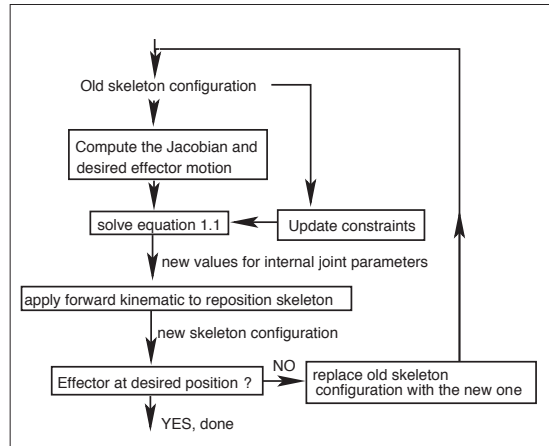 Old skeleton configuration
Compute the Jacobian and
desired effector motion
solve equation 1.1
Update constraints
new values for internal joint parameters
apply forward kinematic to reposition skeleton
new skeleton configuration
Effector at desired position ?
NO
replace old skeleton
configuration with the new one
YES, done